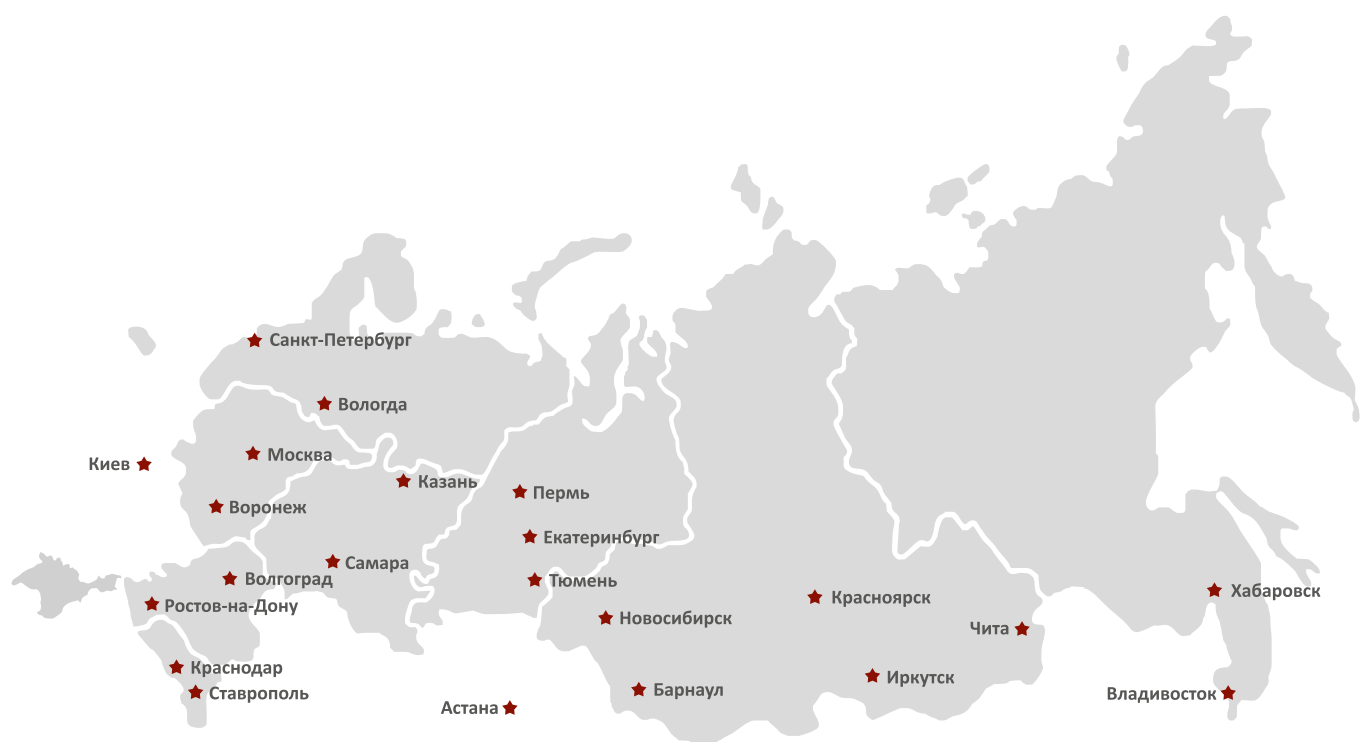 Санкт-Петербург
Вологда
Москва
Киев
Казань
Пермь
Воронеж
Екатеринбург
Самара
Волгоград
Тюмень
Хабаровск
Красноярск
Ростов-на-Дону
Новосибирск
Чита
Краснодар
Иркутск
Барнаул
Ставрополь
Владивосток
Астана